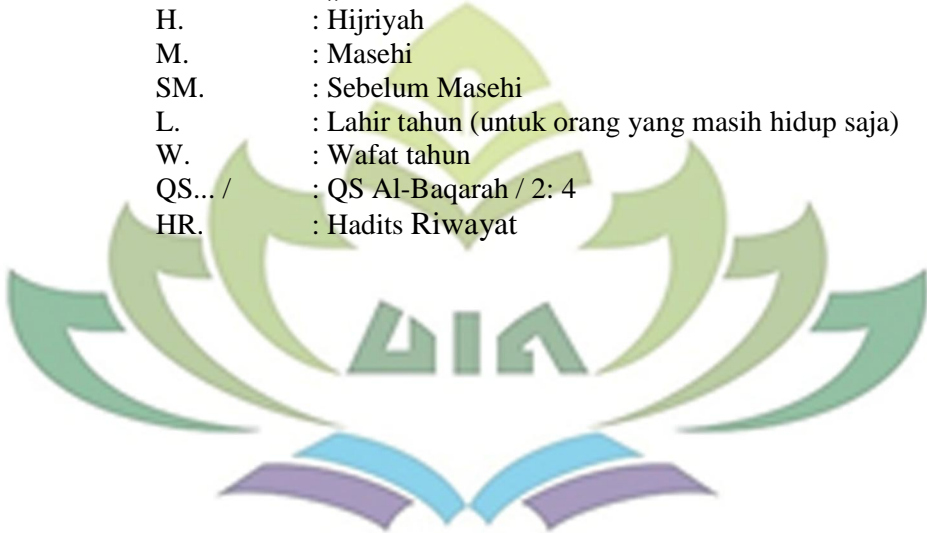 H. : Hijriyah
M. : Masehi
SM. : Sebelum Masehi
L. : Lahir tahun (untuk orang yang masih hidup saja)
W. : Wafat tahun
QS... / : QS Al-Baqarah / 2: 4
HR. : Hadits Riwayat
UIN